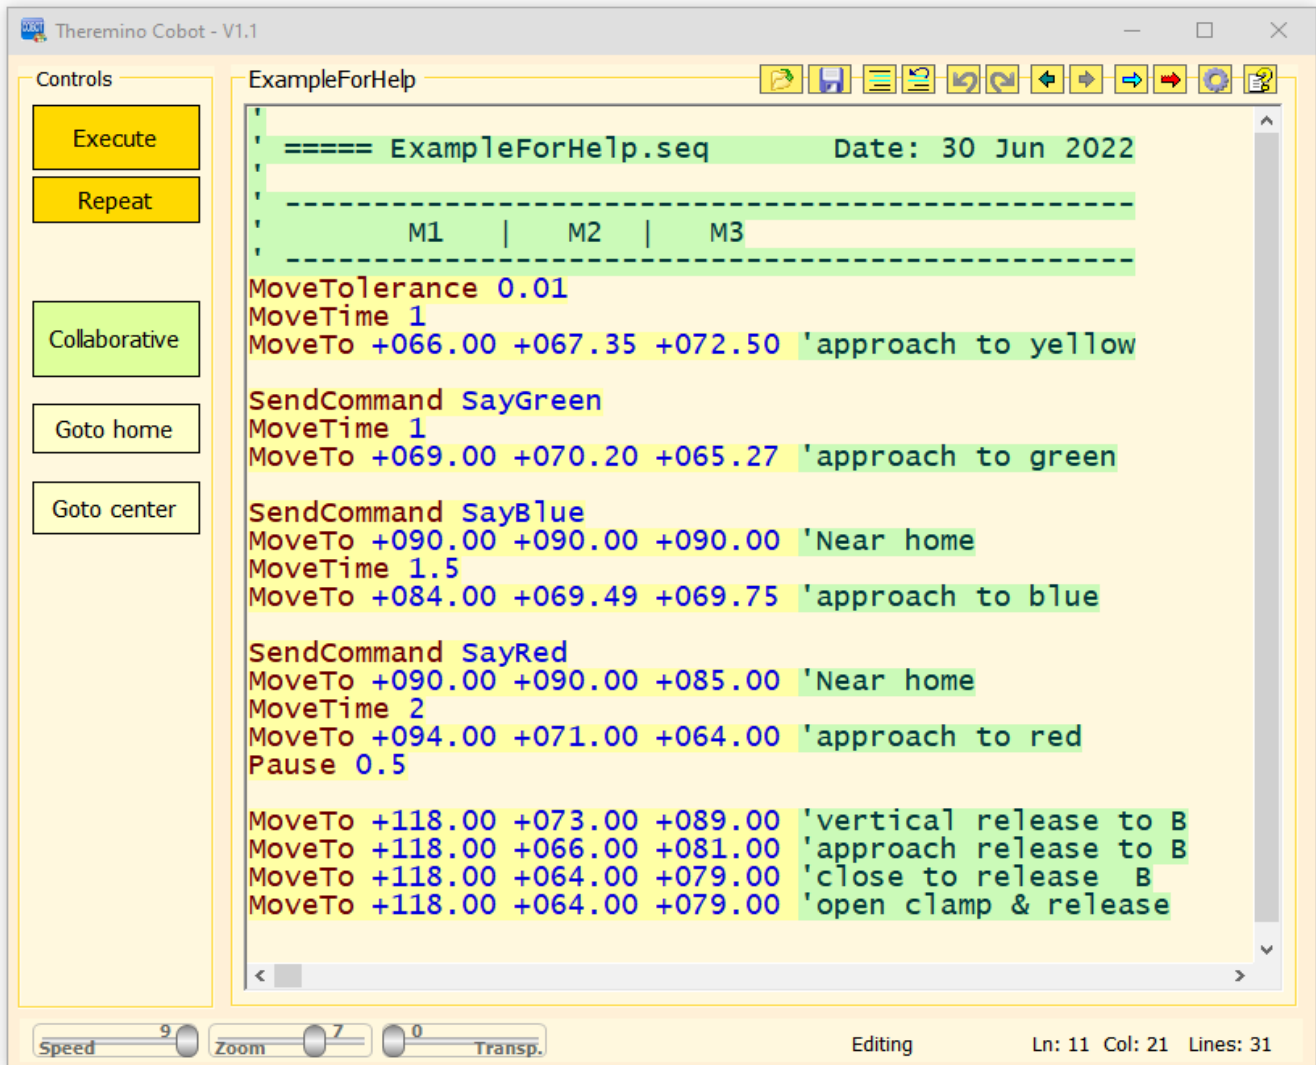 COBOT Theremino Cobot - V1.1
Controls
Execute
Repeat
Collaborative
Goto home
Goto center
ExampleForHelp
'
' ===== ExampleForHelp.seq       Date: 30 Jun 2022
'
' ------------------------------------------------
'        M1   |   M2  |   M3
' ------------------------------------------------
MoveTolerance 0.01
MoveTime 1
MoveTo +066.00 +067.35 +072.50 'approach to yellow
SendCommand SayGreen
MoveTime 1
MoveTo +069.00 +070.20 +065.27 'approach to green
SendCommand SayBlue
MoveTo +090.00 +090.00 +090.00 'Near home
MoveTime 1.5
MoveTo +084.00 +069.49 +069.75 'approach to blue
SendCommand SayRed
MoveTo +090.00 +090.00 +085.00 'Near home
MoveTime 2
MoveTo +094.00 +071.00 +064.00 'approach to red
Pause 0.5
MoveTo +118.00 +073.00 +089.00 'vertical release to B
MoveTo +118.00 +066.00 +081.00 'approach release to B
MoveTo +118.00 +064.00 +079.00 'close to release  B
MoveTo +118.00 +064.00 +079.00 'open clamp & release
Speed 9 Zoom 7 0 Transp. Editing Ln: 11 Col: 21 Lines: 31